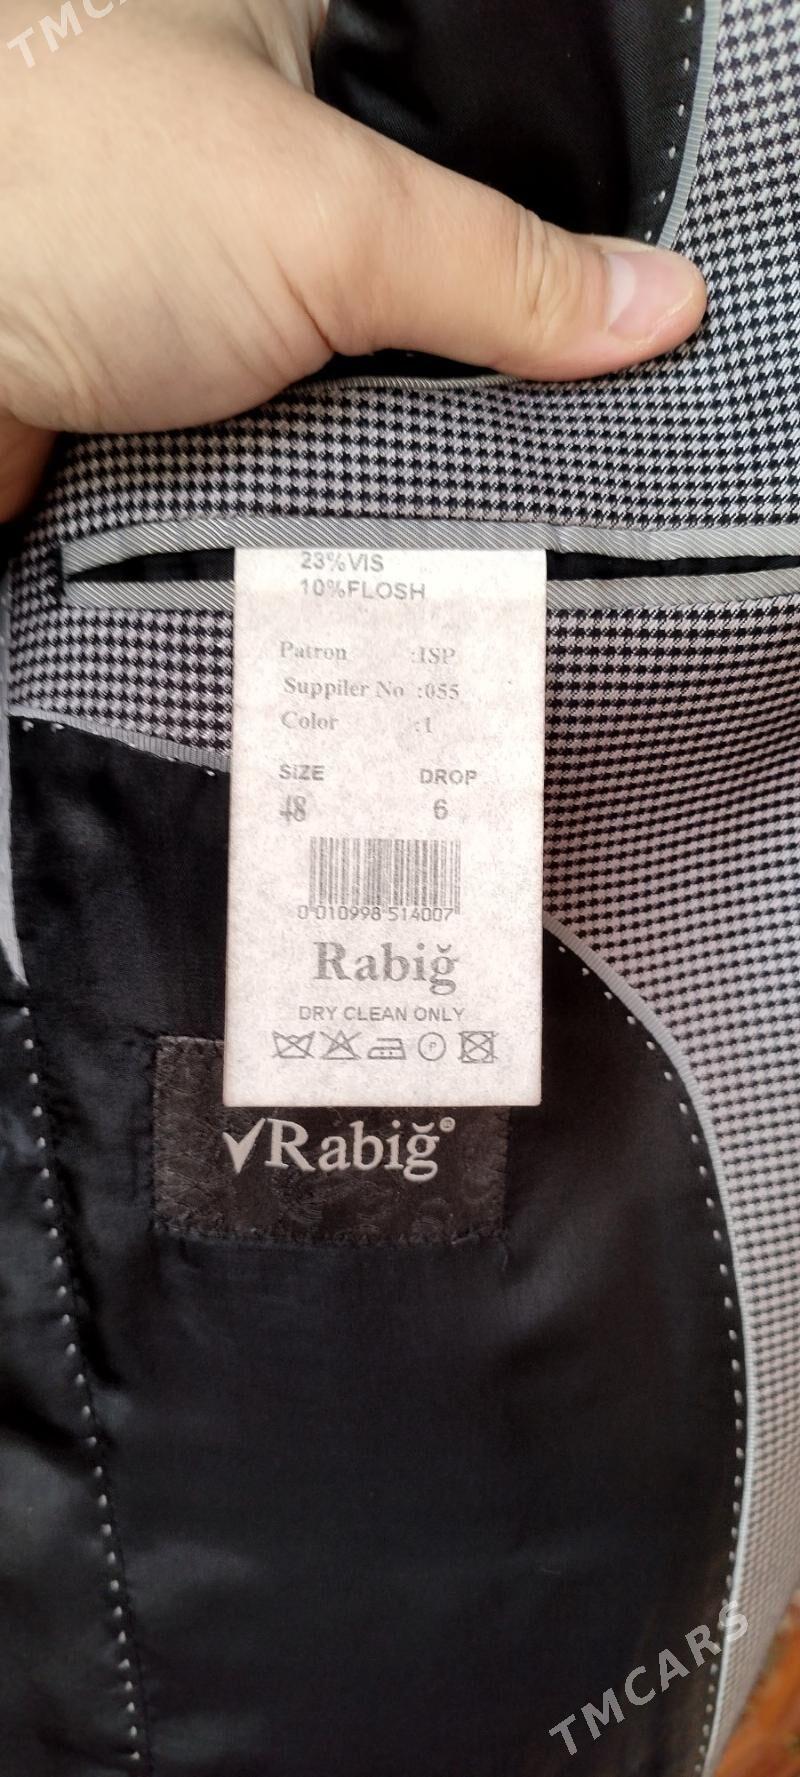 23%VIS
10%FLOSH
Patron :ISP
Suppiler No :055
Color :1
SiZE DROP
48 6
0 010998 514007
Rabiğ
DRY CLEAN ONLY
P
Rabiğ®
TMCARS